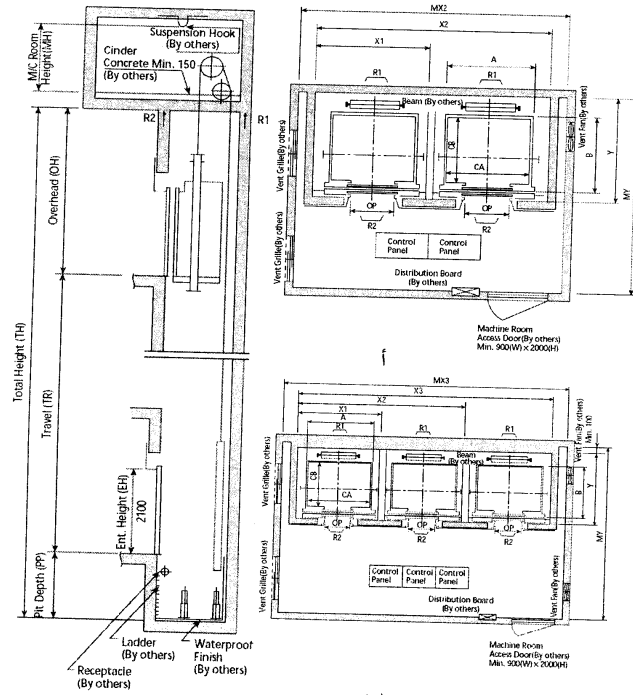 Suspension Hook
(By others)
Cinder
Concrete Min. 150
(By others)
M/C Room
Height(MH)
R2
R1
Overhead (OH)
Total Height (TH)
Travel (TR)
Ent. Height (EH)
2100
Pit Depth (PP)
Ladder
(By others)
Receptacle
(By others)
Waterproof
Finish
(By others)
MX2
X2
X1
A
R1
R1
Beam (By others)
Vent Fan(By others)
Vent Grille(By others)
CB
CA
B
Y
MY
OP
OP
R2
R2
Control
Panel
Control
Panel
Vent Grille(By others)
Distribution Board
(By others)
Machine Room
Access Door(By others)
Min. 900(W) x 2000(H)
MX3
X3
X2
X1
A
R1
R1
R1
Beam
(By others)
Vent Fan(By others)
Vent Grille(By others)
CB
CA
B
Y
MY
OP
OP
OP
R2
R2
R2
Control
Panel
Control
Panel
Control
Panel
Vent Grille(By others)
Vent Fan(By others)
Distribution Board
(By others)
Machine Room
Access Door(By others)
Min. 900(W) x 2000(H)